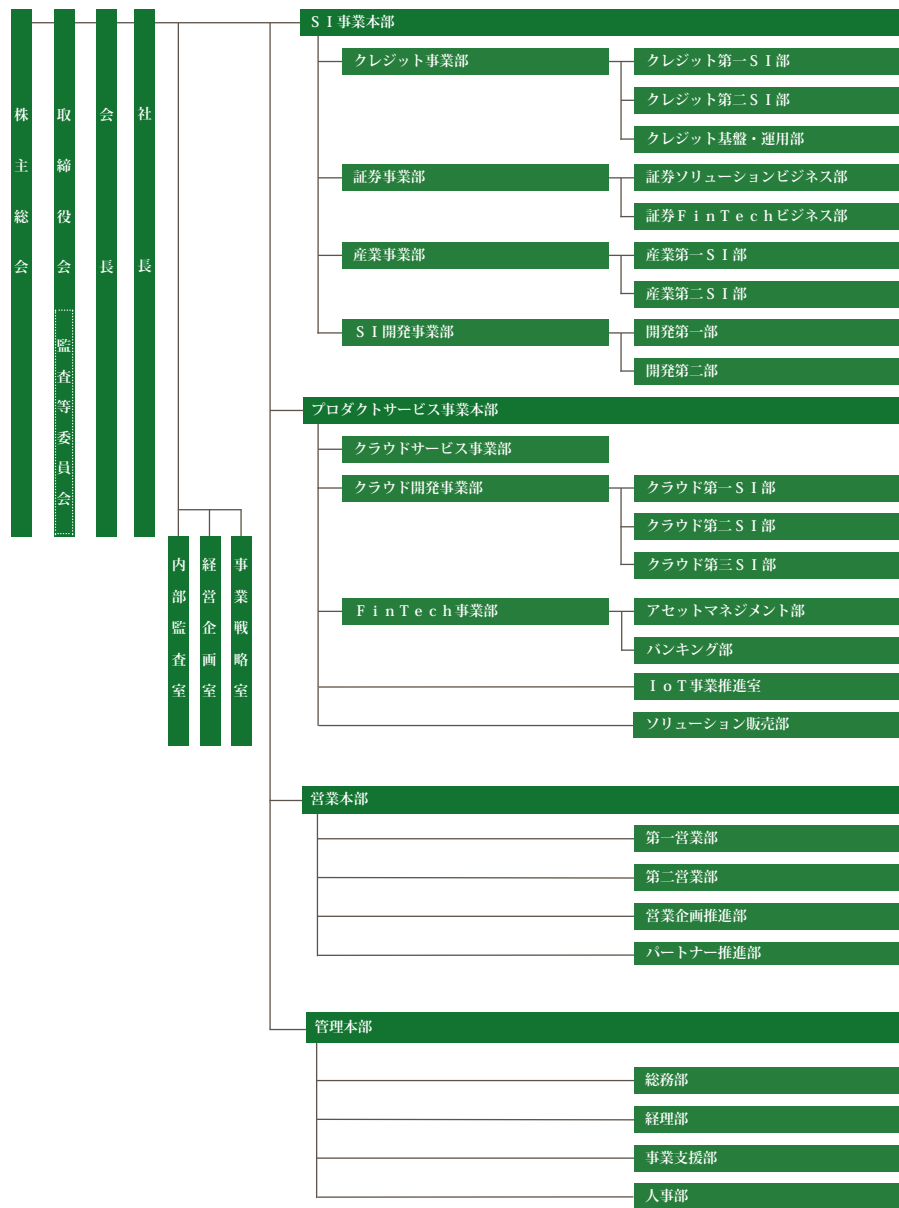 株主総会
取締役会
監査等委員会
会長
社長
内部監査室
経営企画室
事業戦略室
ＳＩ事業本部
クレジット事業部
クレジット第一ＳＩ部
クレジット第二ＳＩ部
クレジット基盤・運用部
証券事業部
証券ソリューションビジネス部
証券ＦｉｎＴｅｃｈビジネス部
産業事業部
産業第一ＳＩ部
産業第二ＳＩ部
ＳＩ開発事業部
開発第一部
開発第二部
プロダクトサービス事業本部
クラウドサービス事業部
クラウド開発事業部
クラウド第一ＳＩ部
クラウド第二ＳＩ部
クラウド第三ＳＩ部
ＦｉｎＴｅｃｈ事業部
アセットマネジメント部
バンキング部
ＩｏＴ事業推進室
ソリューション販売部
営業本部
第一営業部
第二営業部
営業企画推進部
パートナー推進部
管理本部
総務部
経理部
事業支援部
人事部